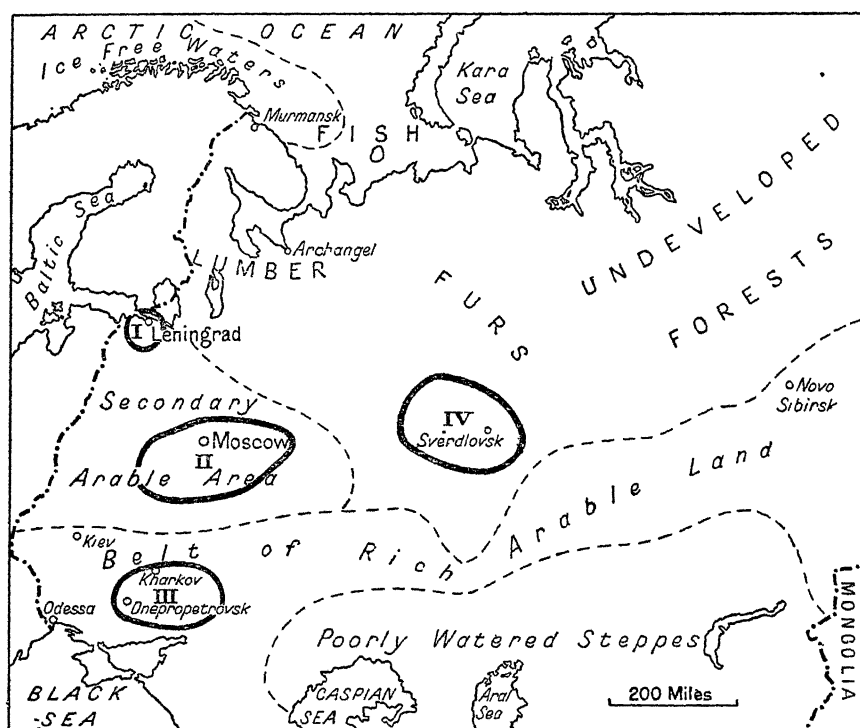 ARCTIC OCEAN
Ice Free Waters
Kara
Sea
Murmansk
FISH
Baltic Sea
Archangel
LUMBER
UNDEVELOPED
FORESTS
FURS
I
Leningrad
Novo
Sibirsk
Secondary
Arable Area
Moscow
II
IV
Sverdlovsk
Belt of Rich Arable Land
Kiev
Kharkov
III
Dnepropetrovsk
Odessa
Poorly Watered Steppes
MONGOLIA
BLACK
SEA
CASPIAN
SEA
Aral
Sea
200 Miles